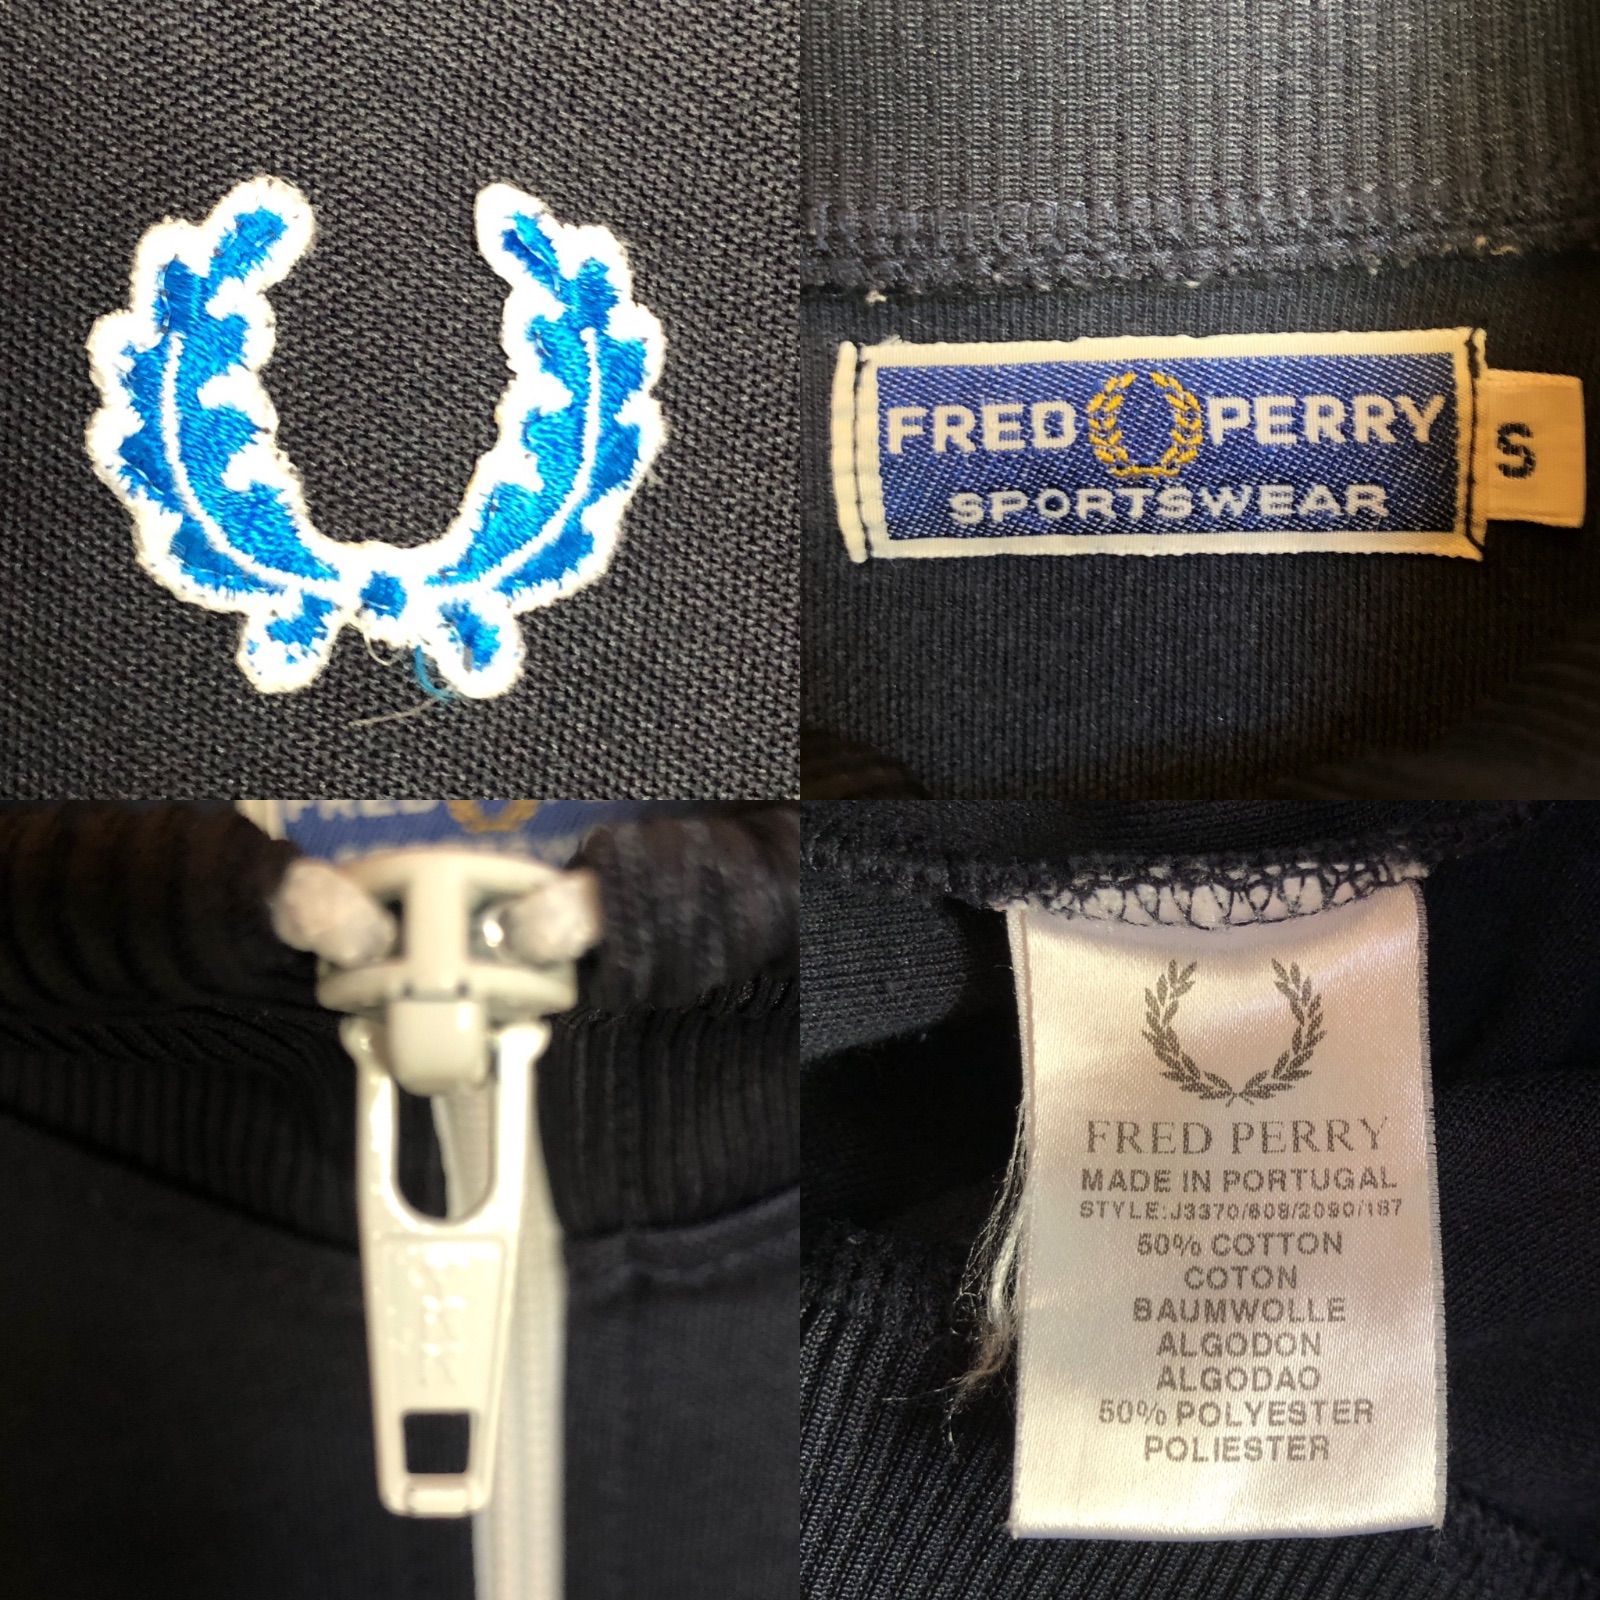 FRED PERRY
SPORTSWEAR
S
FRED PERRY
MADE IN PORTUGAL
STYLE:J3370/608/2090/187
50% COTTON
COTON
BAUMWOLLE
ALGODON
ALGODAO
50% POLYESTER
POLIESTER